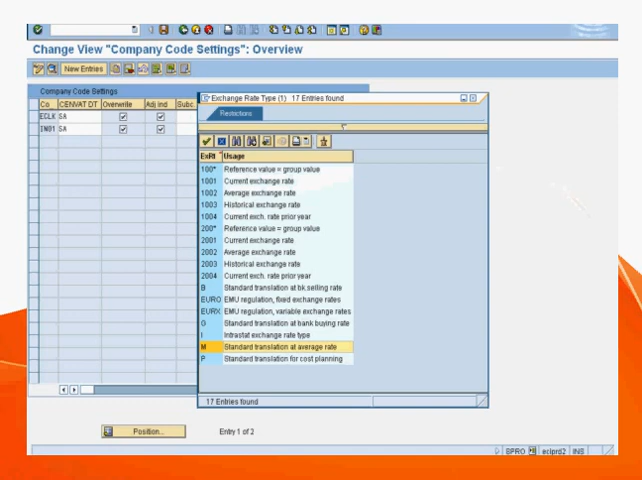 Change View "Company Code Settings": Overview
New Entries
Company Code Settings
Co CENVAT DT Overwrite Adj ind Subc.
ECLK SA
IN01 SA
Exchange Rate Type (1) 17 Entries found
Restrictions
ExRt Usage
100* Reference value = group value
1001 Current exchange rate
1002 Average exchange rate
1003 Historical exchange rate
1004 Current exch. rate prior year
200* Reference value = group value
2001 Current exchange rate
2002 Average exchange rate
2003 Historical exchange rate
2004 Current exch. rate prior year
B Standard translation at bk.selling rate
EURO EMU regulation, fixed exchange rates
EURX EMU regulation, variable exchange rates
G Standard translation at bank buying rate
I Intrastat exchange rate type
M Standard translation at average rate
P Standard translation for cost planning
17 Entries found
Position...
Entry 1 of 2
SPRO eclprd2 INS